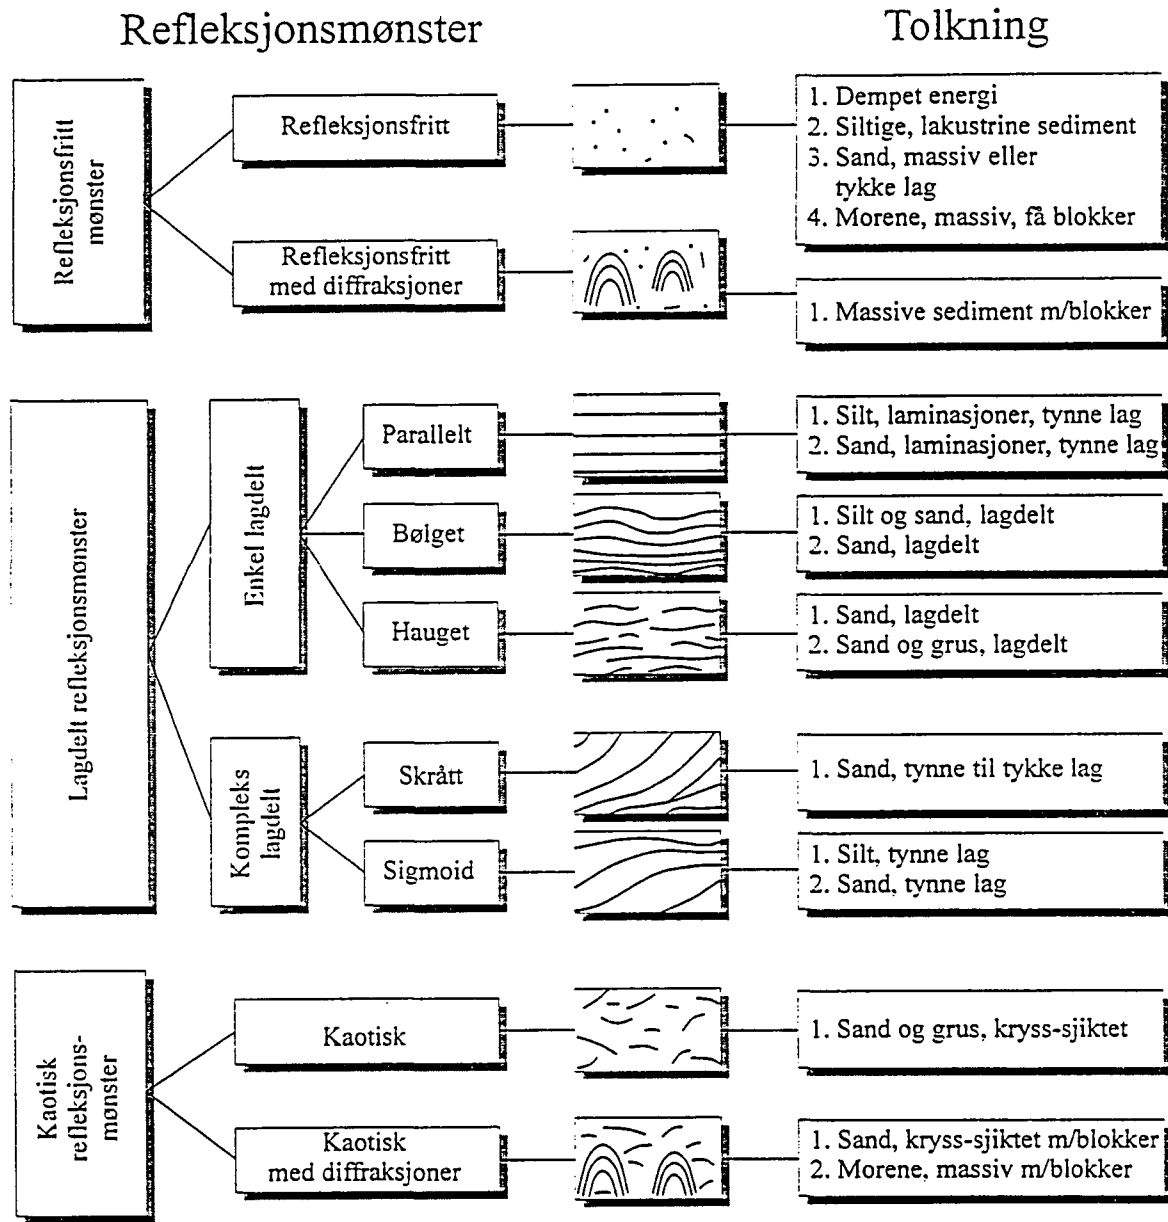 Refleksjonsmønster
Tolkning
Refleksjonsfritt
mønster
Refleksjonsfritt
1. Dempet energi
2. Siltige, lakustrine sediment
3. Sand, massiv eller
tykke lag
4. Morene, massiv, få blokker
Refleksjonsfritt
med diffraksjoner
1. Massive sediment m/blokker
Lagdelt refleksjonsmønster
Enkel lagdelt
Parallelt
1. Silt, laminasjoner, tynne lag
2. Sand, laminasjoner, tynne lag
Bølget
1. Silt og sand, lagdelt
2. Sand, lagdelt
Hauget
1. Sand, lagdelt
2. Sand og grus, lagdelt
Kompleks
lagdelt
Skrått
1. Sand, tynne til tykke lag
Sigmoid
1. Silt, tynne lag
2. Sand, tynne lag
Kaotisk
refleksjons-
mønster
Kaotisk
1. Sand og grus, kryss-sjiktet
Kaotisk
med diffraksjoner
1. Sand, kryss-sjiktet m/blokker
2. Morene, massiv m/blokker